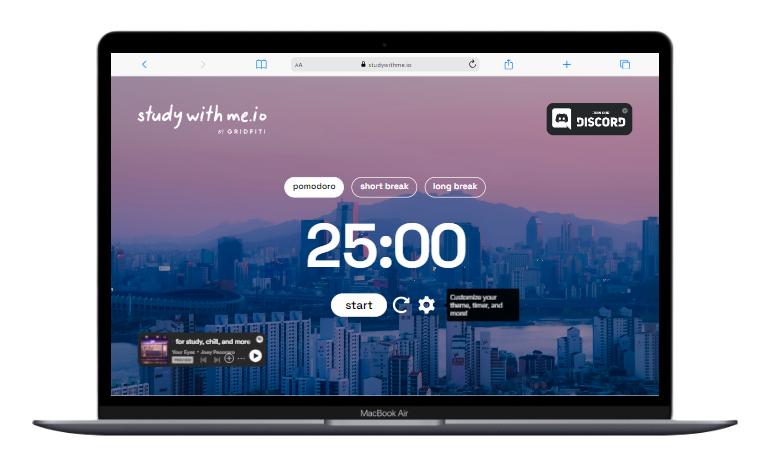 AA
studywithme.io
study with me.io
BY GRIDFITI
JOIN OUR
DISCORD
pomodoro
short break
long break
25:00
start
Customize your
theme, timer, and
more!
for study, chill, and more
Your Eyes • Joey Pecoraro
PREVIEW
MacBook Air